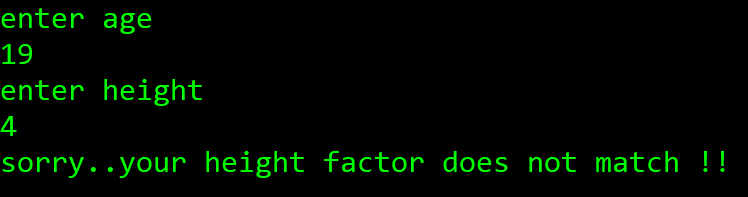 enter age
19
enter height
4
sorry..your height factor does not match !!